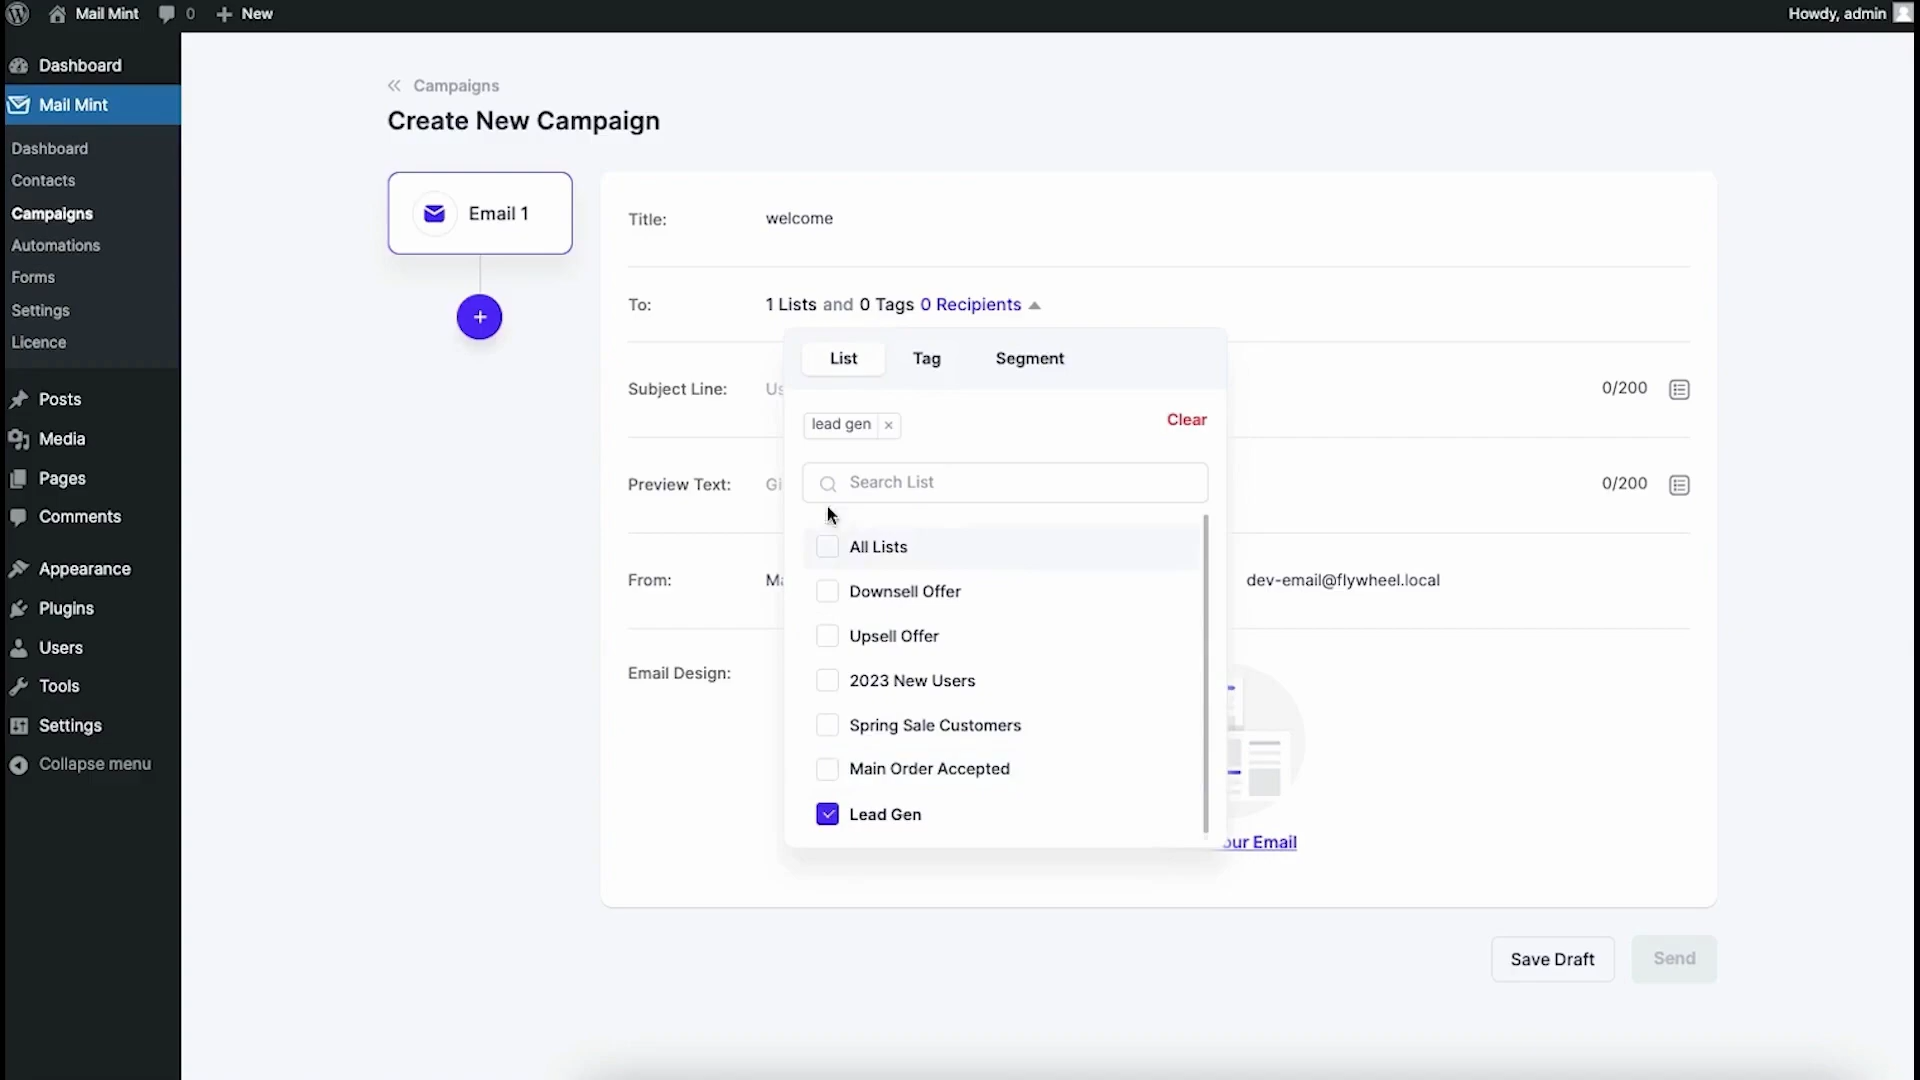 Mail Mint 0 New Howdy, admin
Dashboard
Mail Mint
Dashboard
Contacts
Campaigns
Automations
Forms
Settings
Licence
Posts
Media
Pages
Comments
Appearance
Plugins
Users
Tools
Settings
Collapse menu
« Campaigns
Create New Campaign
Email 1
+
Title: welcome
To: 1 Lists and 0 Tags 0 Recipients
List Tag Segment
lead gen × Clear
Search List
All Lists
Downsell Offer
Upsell Offer
2023 New Users
Spring Sale Customers
Main Order Accepted
Lead Gen
Subject Line: Us 0/200
Preview Text: Gi 0/200
From: Ma dev-email@flywheel.local
Email Design:
our Email
Save Draft Send